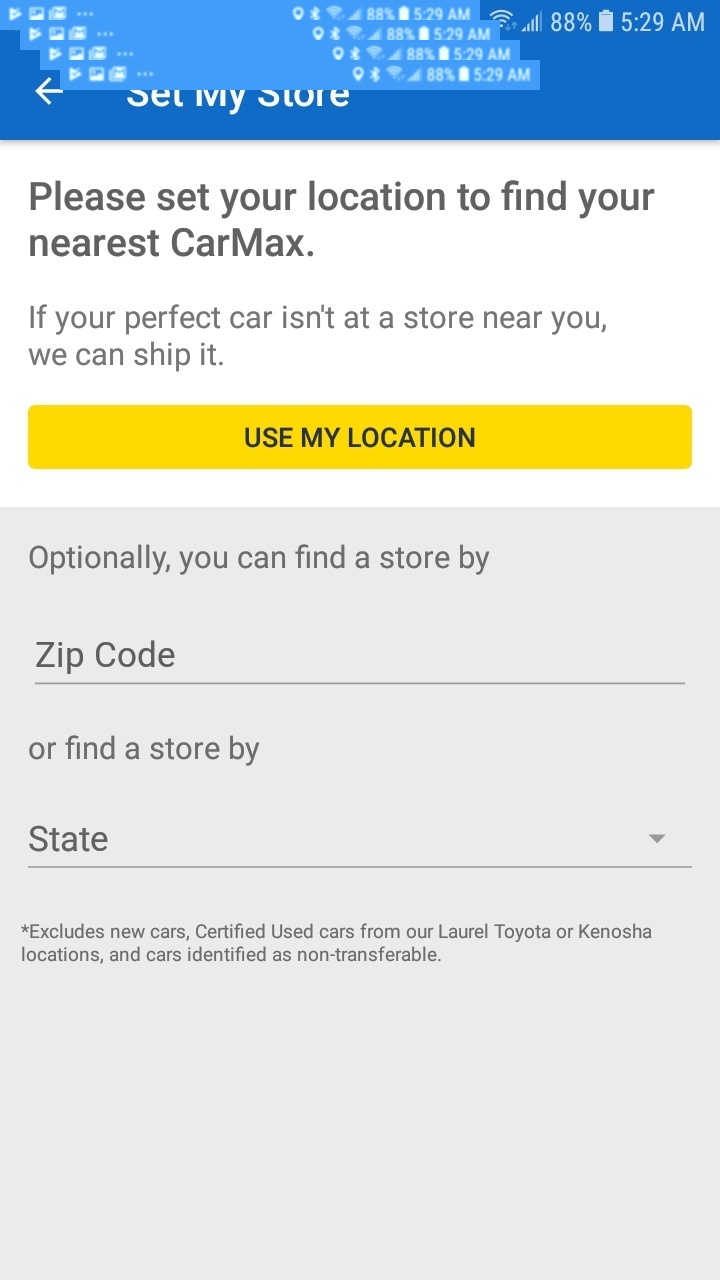 88% 5:29 AM
88% 5:29 AM
88% 5:29 AM
88% 5:29 AM
88% 5:29 AM
Set My Store
Please set your location to find your
nearest CarMax.
If your perfect car isn't at a store near you,
we can ship it.
USE MY LOCATION
Optionally, you can find a store by
Zip Code
or find a store by
State
*Excludes new cars, Certified Used cars from our Laurel Toyota or Kenosha
locations, and cars identified as non-transferable.